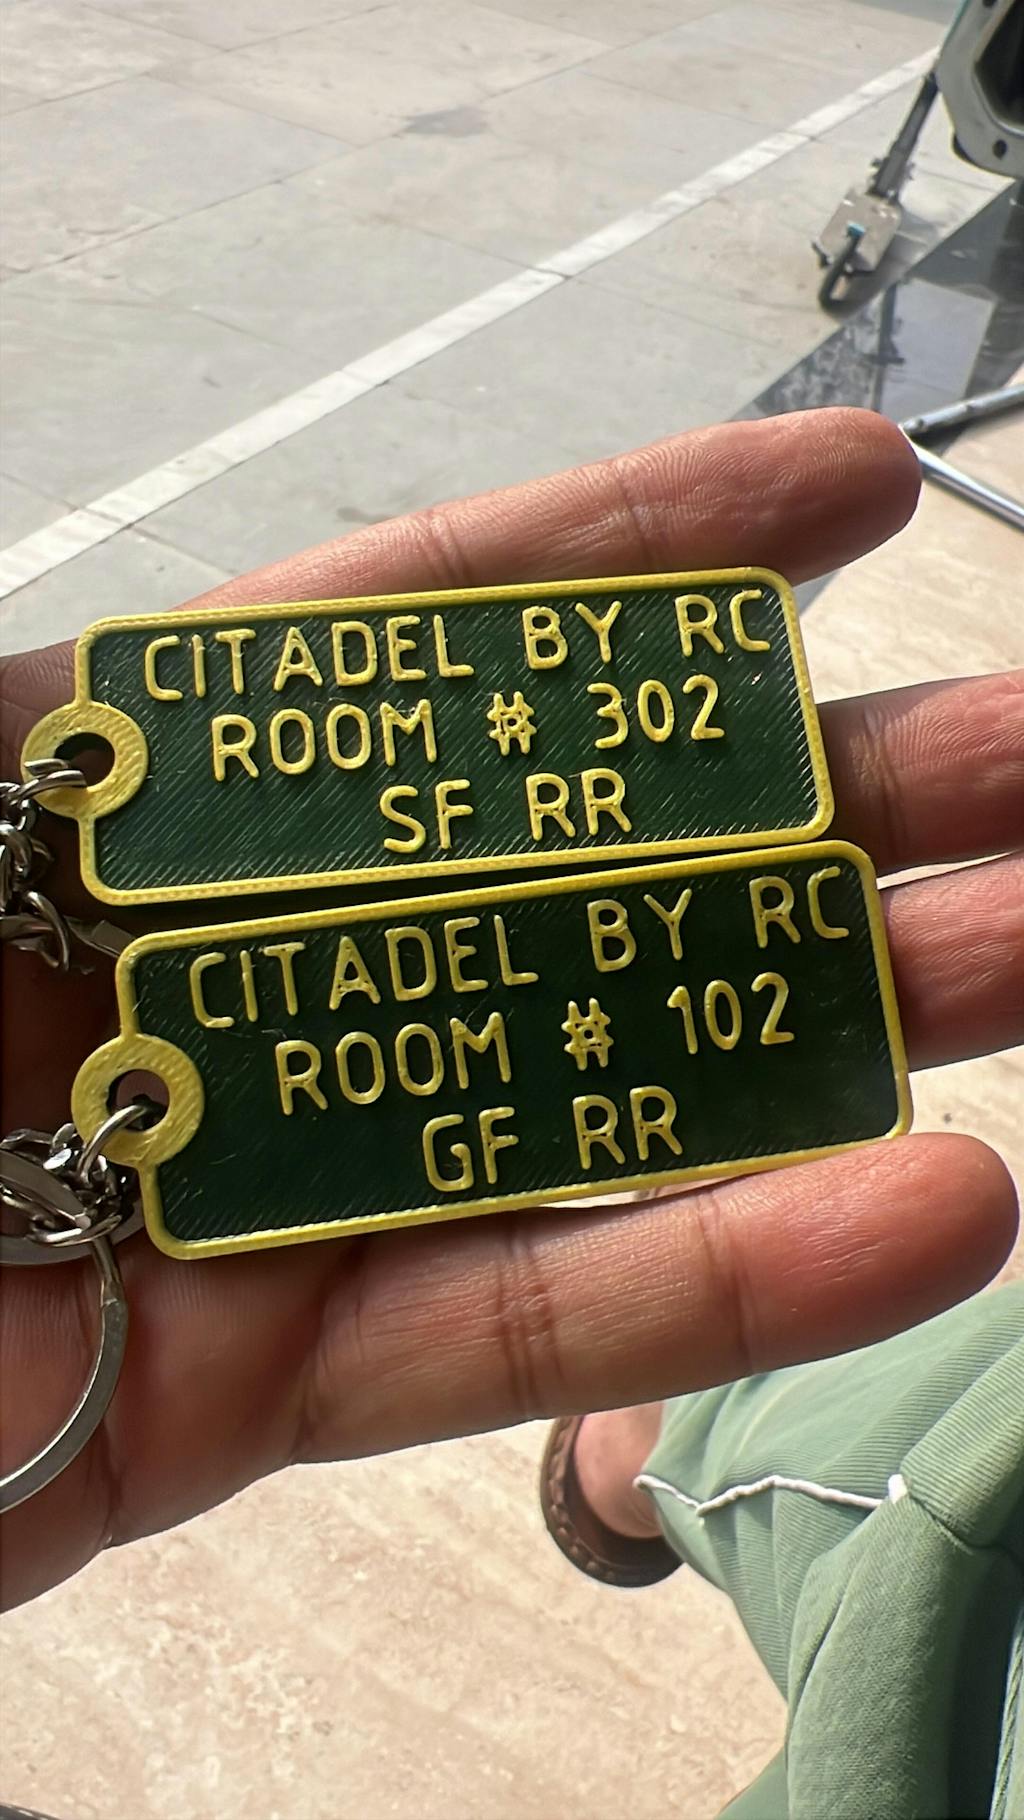 CITADEL BY RC
ROOM # 302
SF RR
CITADEL BY RC
ROOM # 102
GF RR